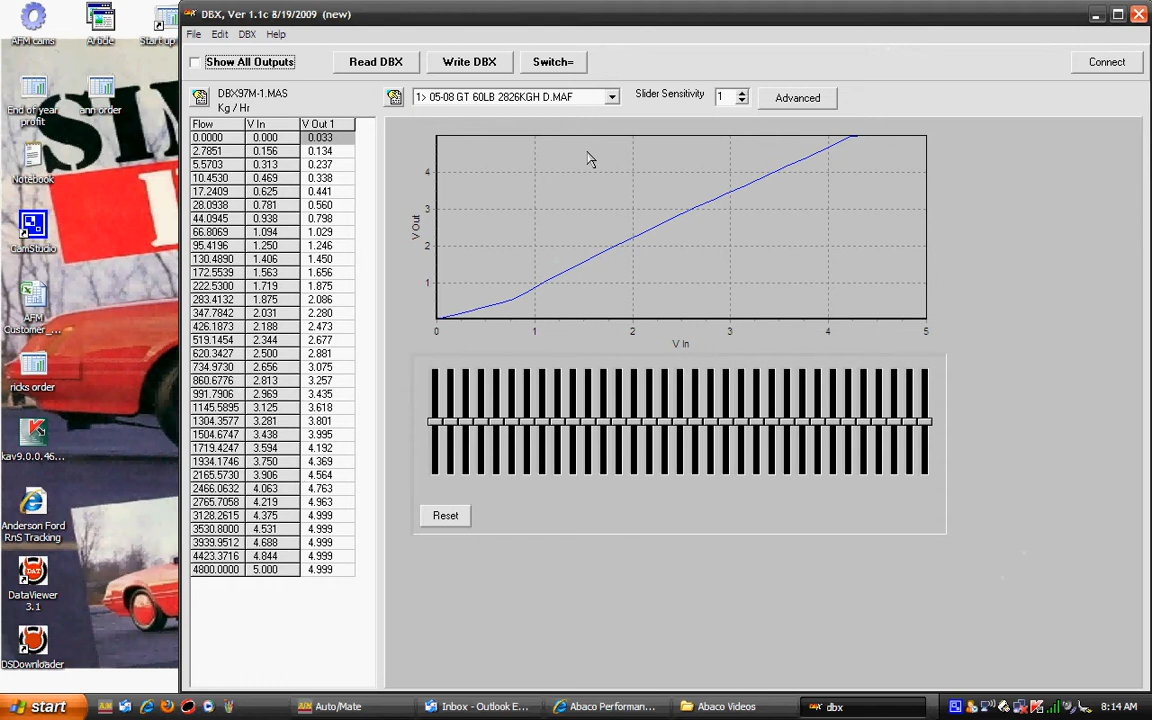 DBX, Ver 1.1c 8/19/2009 (new)
File Edit DBX Help
Show All Outputs Read DBX Write DBX Switch= Connect
DBX97M-1.MAS
Kg / Hr
1> 05-08 GT 60LB 2826KGH D.MAF Slider Sensitivity 1 Advanced
Flow V In V Out 1
0.0000 0.000 0.033
2.7851 0.156 0.134
5.5703 0.313 0.237
10.4530 0.469 0.338
17.2409 0.625 0.441
28.0938 0.781 0.560
44.0945 0.938 0.798
66.8069 1.094 1.029
95.4196 1.250 1.246
130.4890 1.406 1.450
172.5539 1.563 1.656
222.5300 1.719 1.875
283.4132 1.875 2.086
347.7842 2.031 2.280
426.1873 2.188 2.473
519.1454 2.344 2.677
620.3427 2.500 2.881
734.9730 2.656 3.075
860.6776 2.813 3.257
991.7906 2.969 3.435
1145.5895 3.125 3.618
1304.3577 3.281 3.801
1504.6747 3.438 3.995
1719.4247 3.594 4.192
1934.1746 3.750 4.369
2165.5730 3.906 4.564
2466.0632 4.063 4.763
2765.7058 4.219 4.963
3128.2615 4.375 4.999
3530.8000 4.531 4.999
3939.9512 4.688 4.999
4423.3716 4.844 4.999
4800.0000 5.000 4.999
V Out
4
3
2
1
0 1 2 3 4 5
V In
Reset
AFM cams
Article
Start up
End of year
profit
ann order
Notebook
CamStudio
AFM
Customer_...
ricks order
kav9.0.0.46...
Anderson Ford
RnS Tracking
DataViewer
3.1
DSDownloader
start Auto/Mate Inbox - Outlook E... Abaco Performan... Abaco Videos dbx 8:14 AM